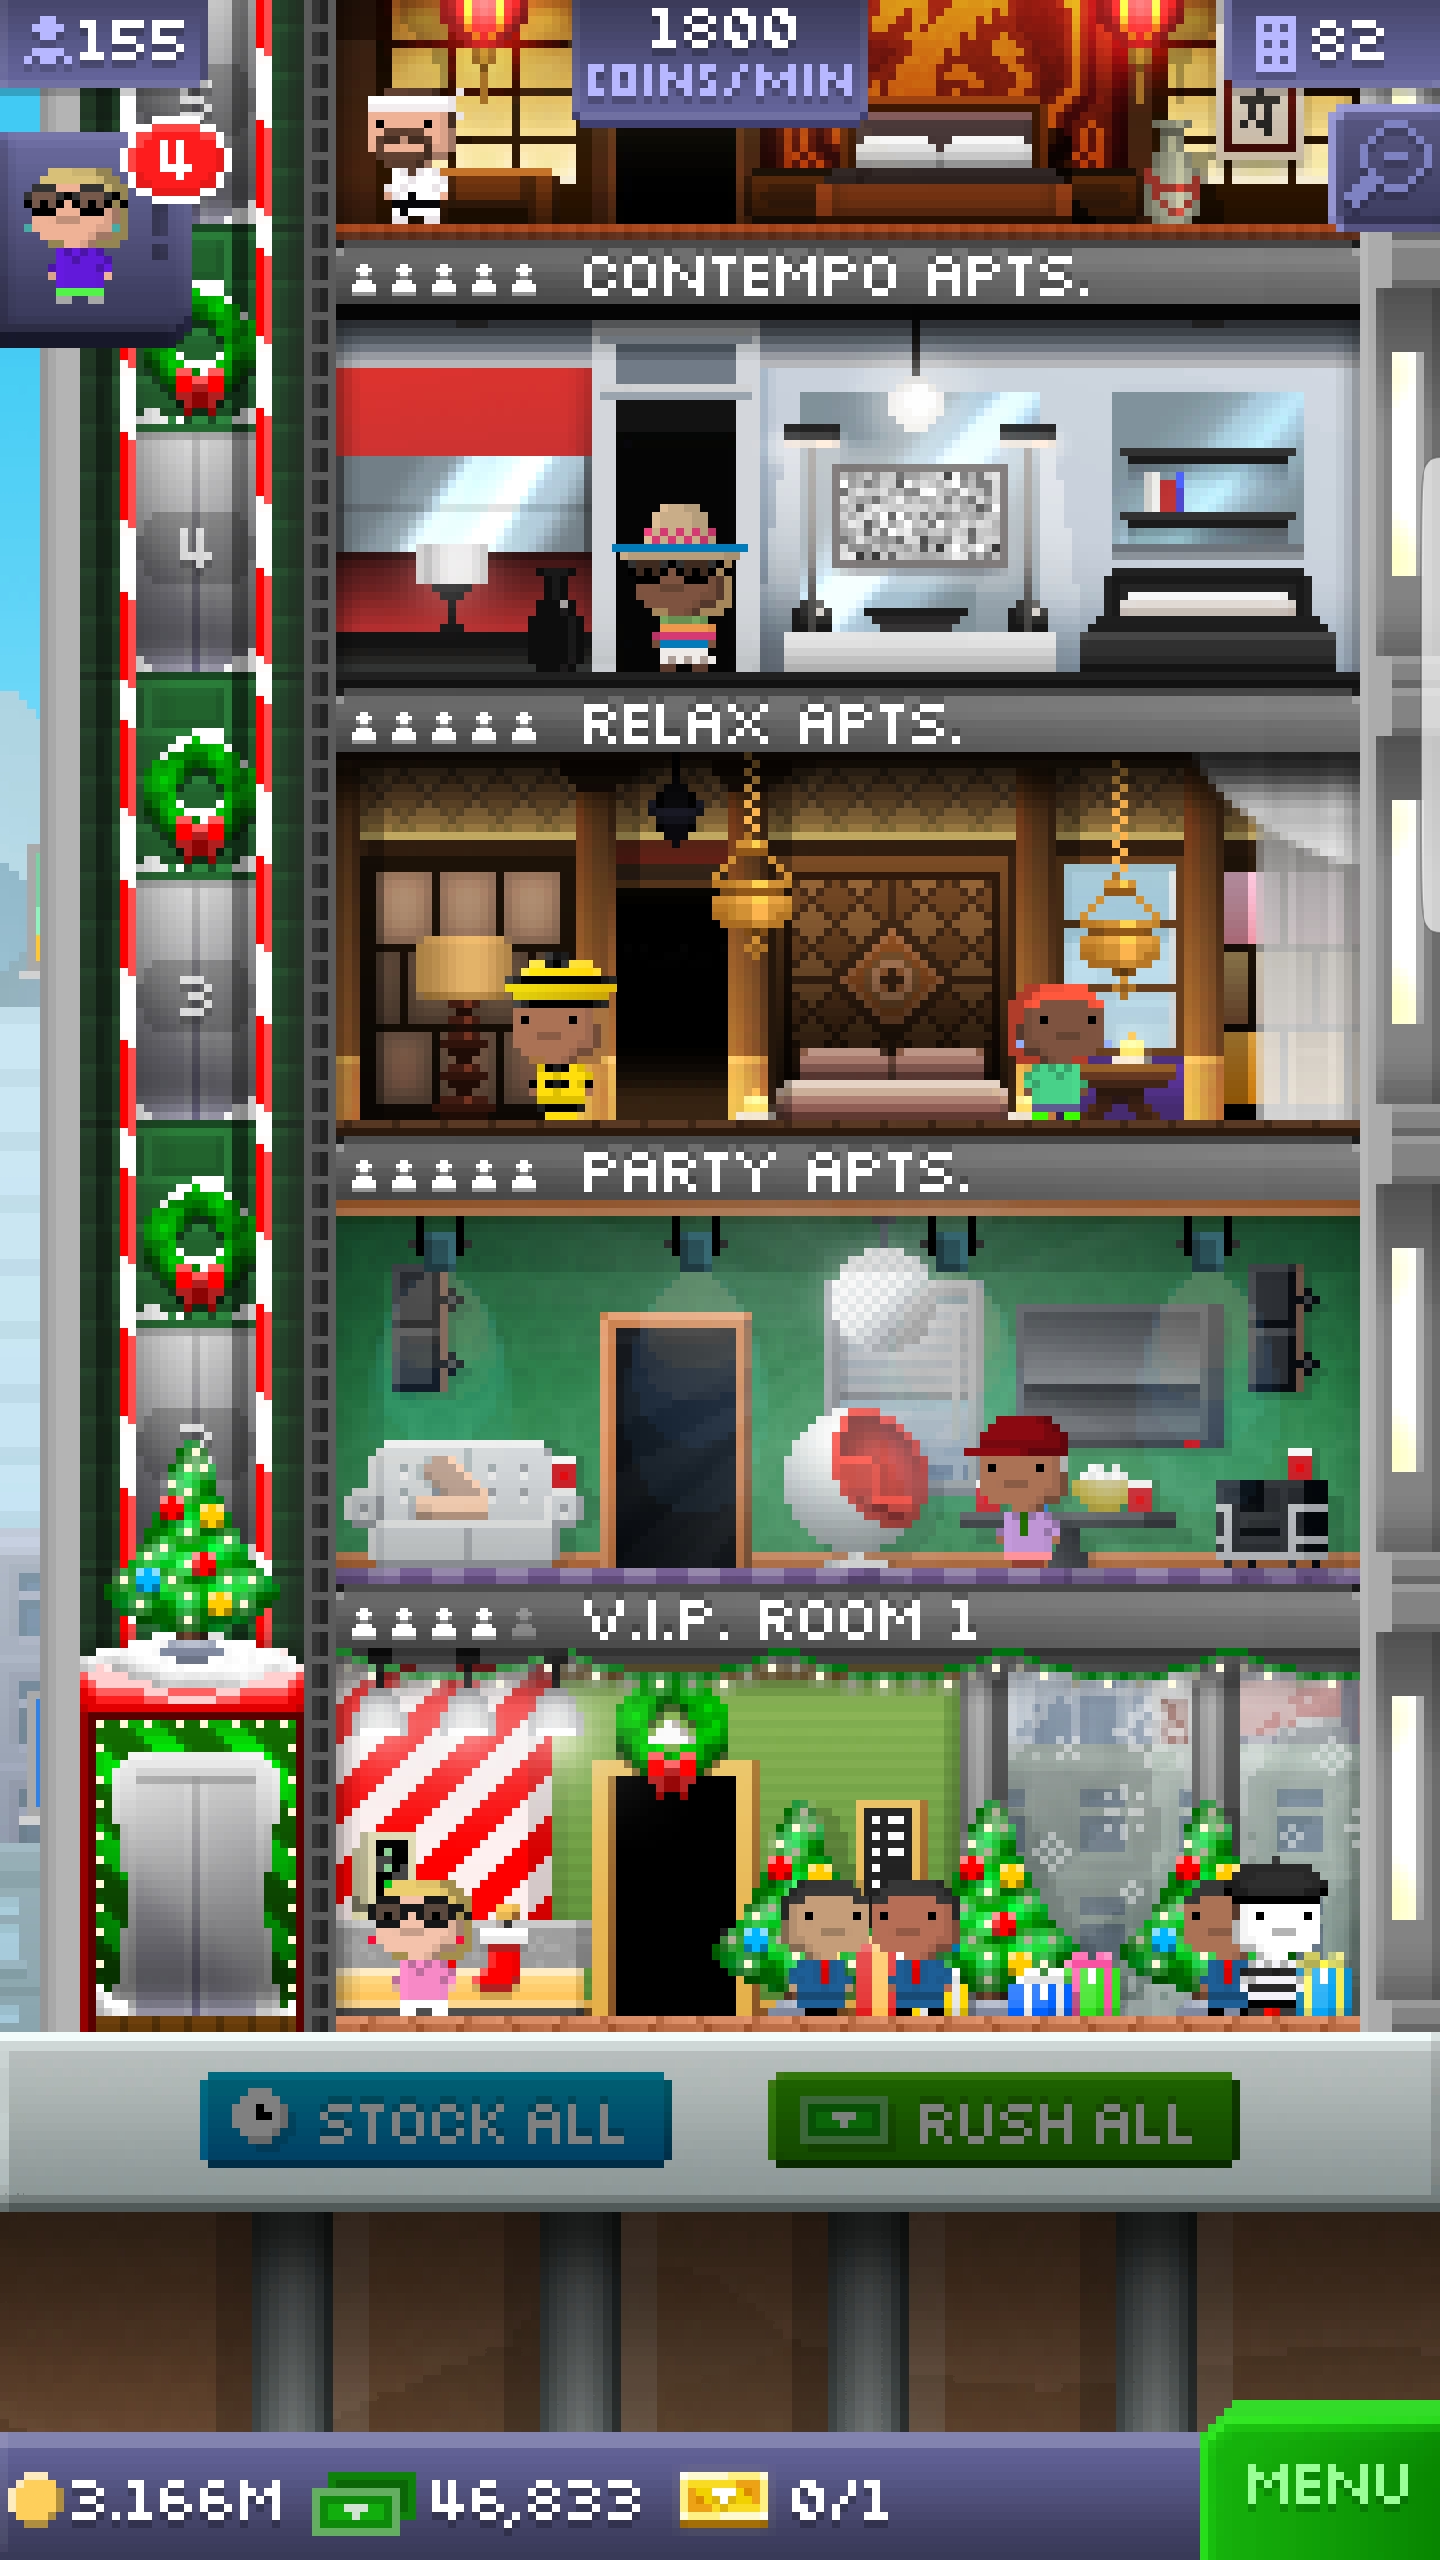 155
1800
COINS/MIN
82
5
4
CONTEMPO APTS.
4
RELAX APTS.
3
PARTY APTS.
V.I.P. ROOM 1
STOCK ALL
RUSH ALL
3.166M
46,833
0/1
MENU